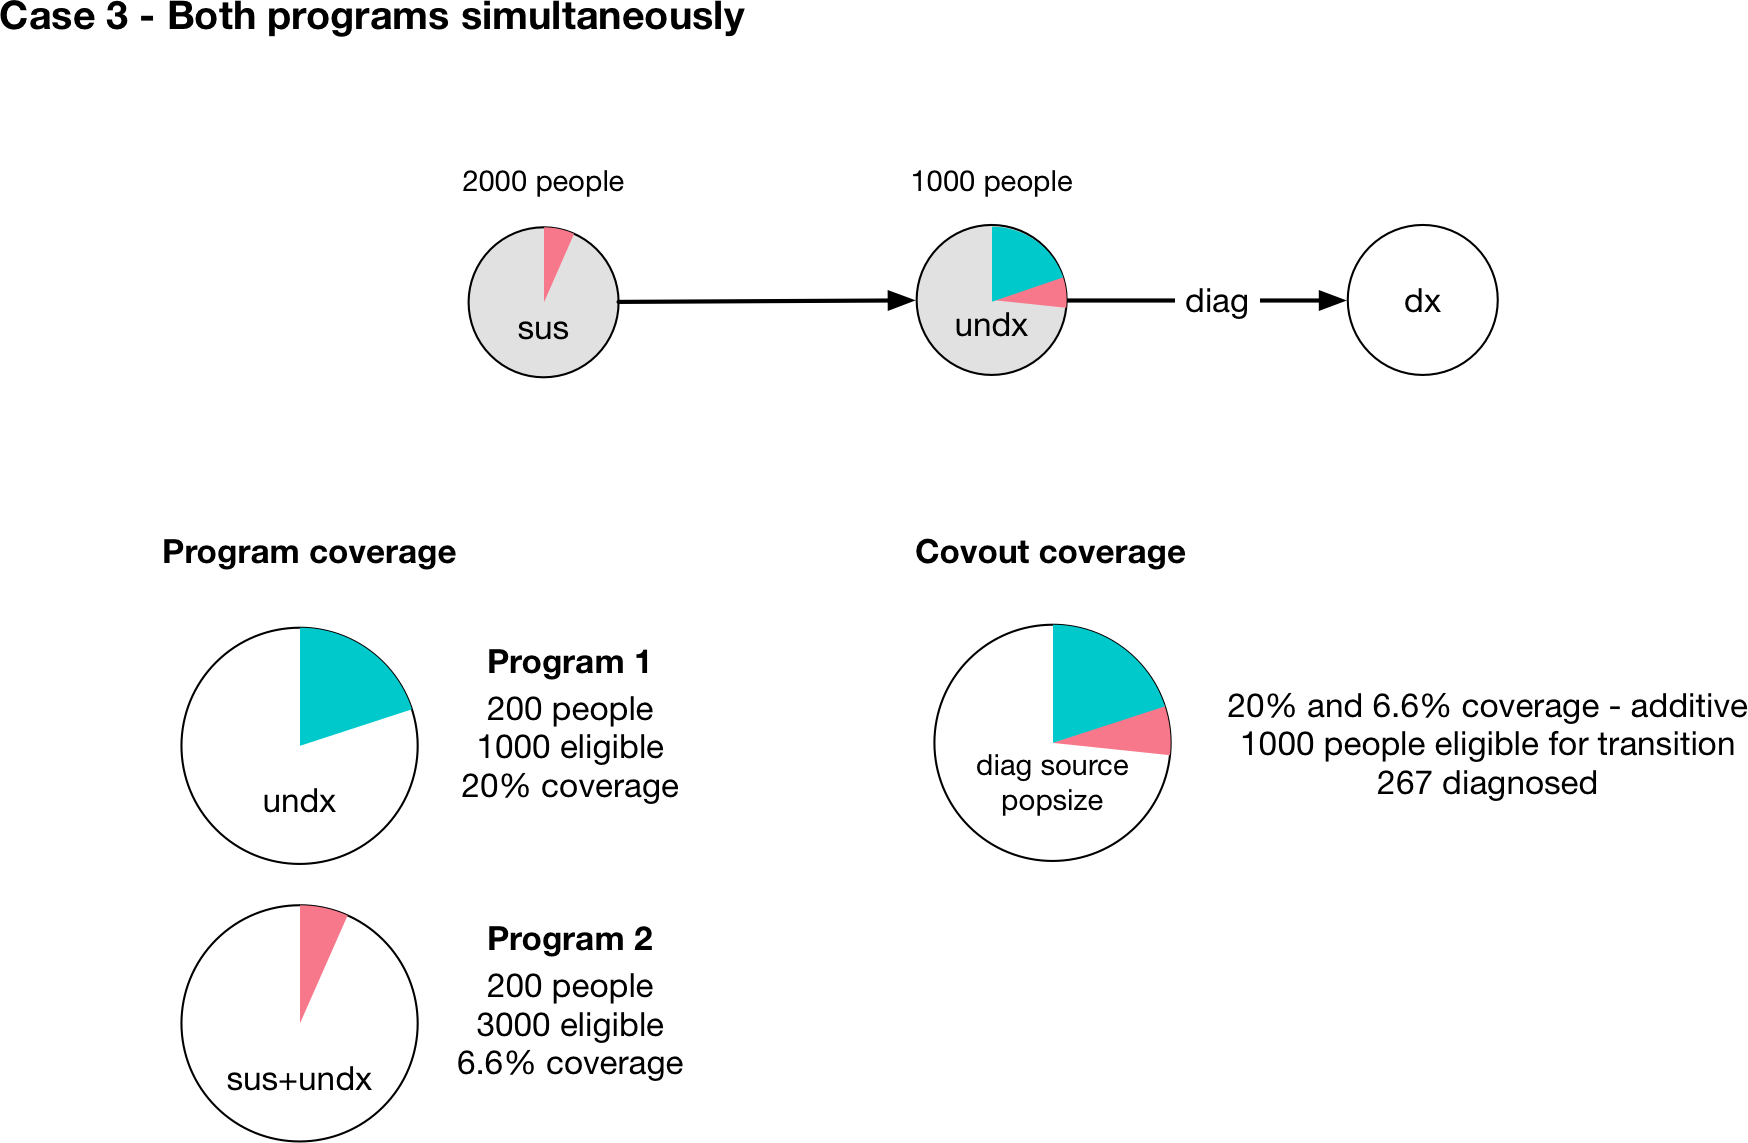 Case 3 - Both programs simultaneously
2000 people
1000 people
sus
undx
diag
dx
Program coverage
Covout coverage
undx
Program 1
200 people
1000 eligible
20% coverage
diag source
popsize
20% and 6.6% coverage - additive
1000 people eligible for transition
267 diagnosed
sus+undx
Program 2
200 people
3000 eligible
6.6% coverage